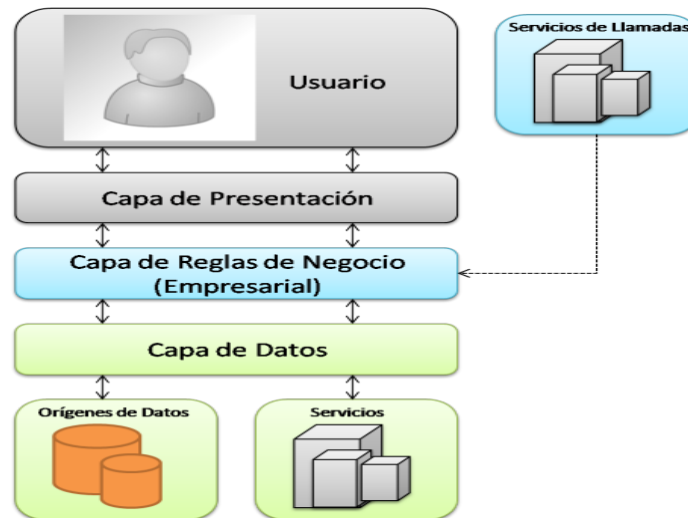 Usuario
Servicios de Llamadas
Capa de Presentación
Capa de Reglas de Negocio
(Empresarial)
Capa de Datos
Orígenes de Datos
Servicios